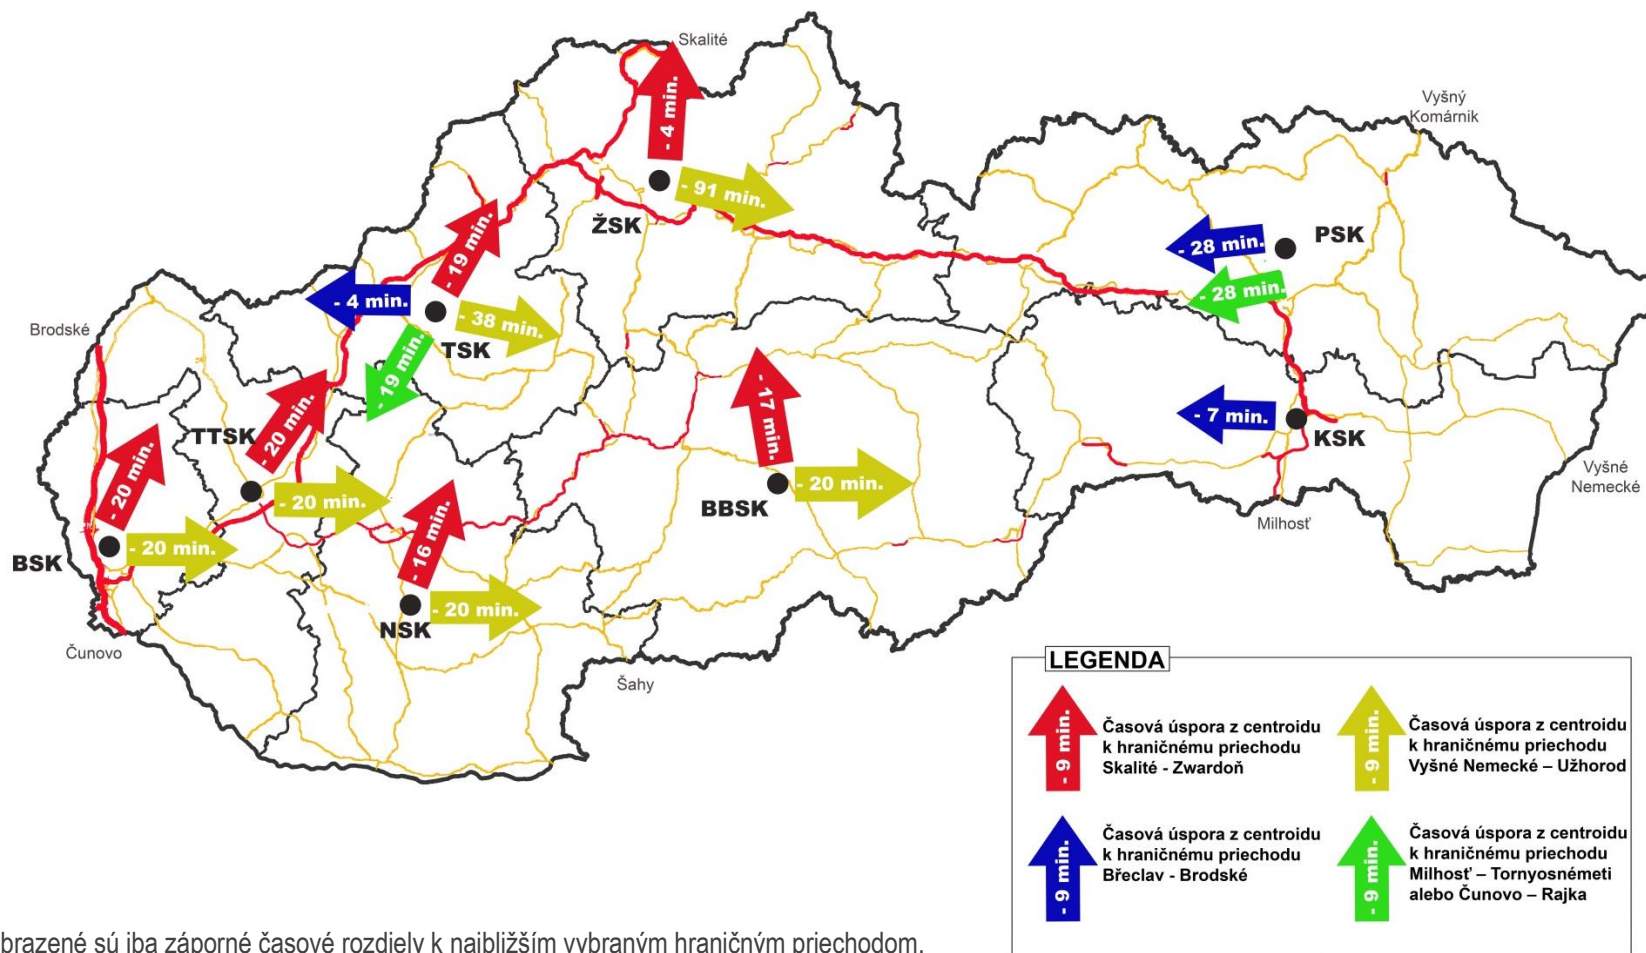 Skalité
Vyšný
Komárnik
- 4 min.
- 91 min.
ŽSK
- 28 min.
PSK
- 28 min.
- 19 min.
- 4 min.
- 38 min.
TSK
- 19 min.
Brodské
TTSK
- 20 min.
- 20 min.
- 17 min.
- 20 min.
BBSK
- 7 min.
KSK
Vyšné
Nemecké
Milhosť
- 20 min.
- 20 min.
BSK
- 16 min.
- 20 min.
NSK
Čunovo
Šahy
LEGENDA
- 9 min.
Časová úspora z centroidu
k hraničnému priechodu
Skalité - Zwardoň
- 9 min.
Časová úspora z centroidu
k hraničnému priechodu
Vyšné Nemecké – Užhorod
- 9 min.
Časová úspora z centroidu
k hraničnému priechodu
Břeclav - Brodské
- 9 min.
Časová úspora z centroidu
k hraničnému priechodu
Milhosť – Tornyosnémeti
alebo Čunovo – Rajka
brazené sú iba záporné časové rozdiely k najbližším vybraným hraničným priechodom.